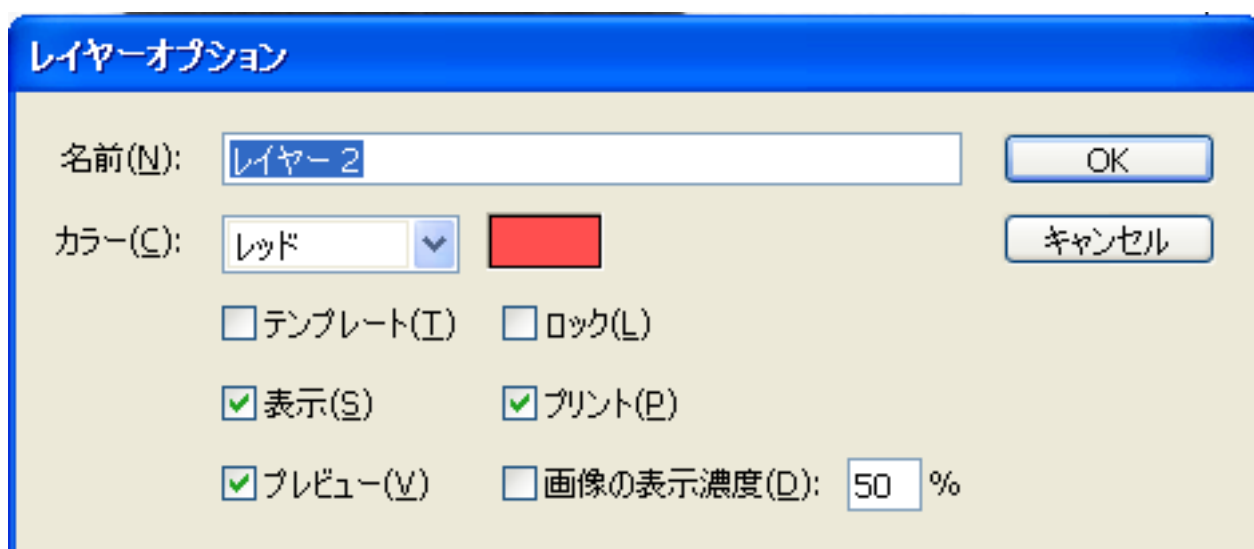 レイヤーオプション
名前(N): レイヤー 2 OK
カラー(C): レッド キャンセル
テンプレート(T) ロック(L)
表示(S) プリント(P)
プレビュー(V) 画像の表示濃度(D): 50 %